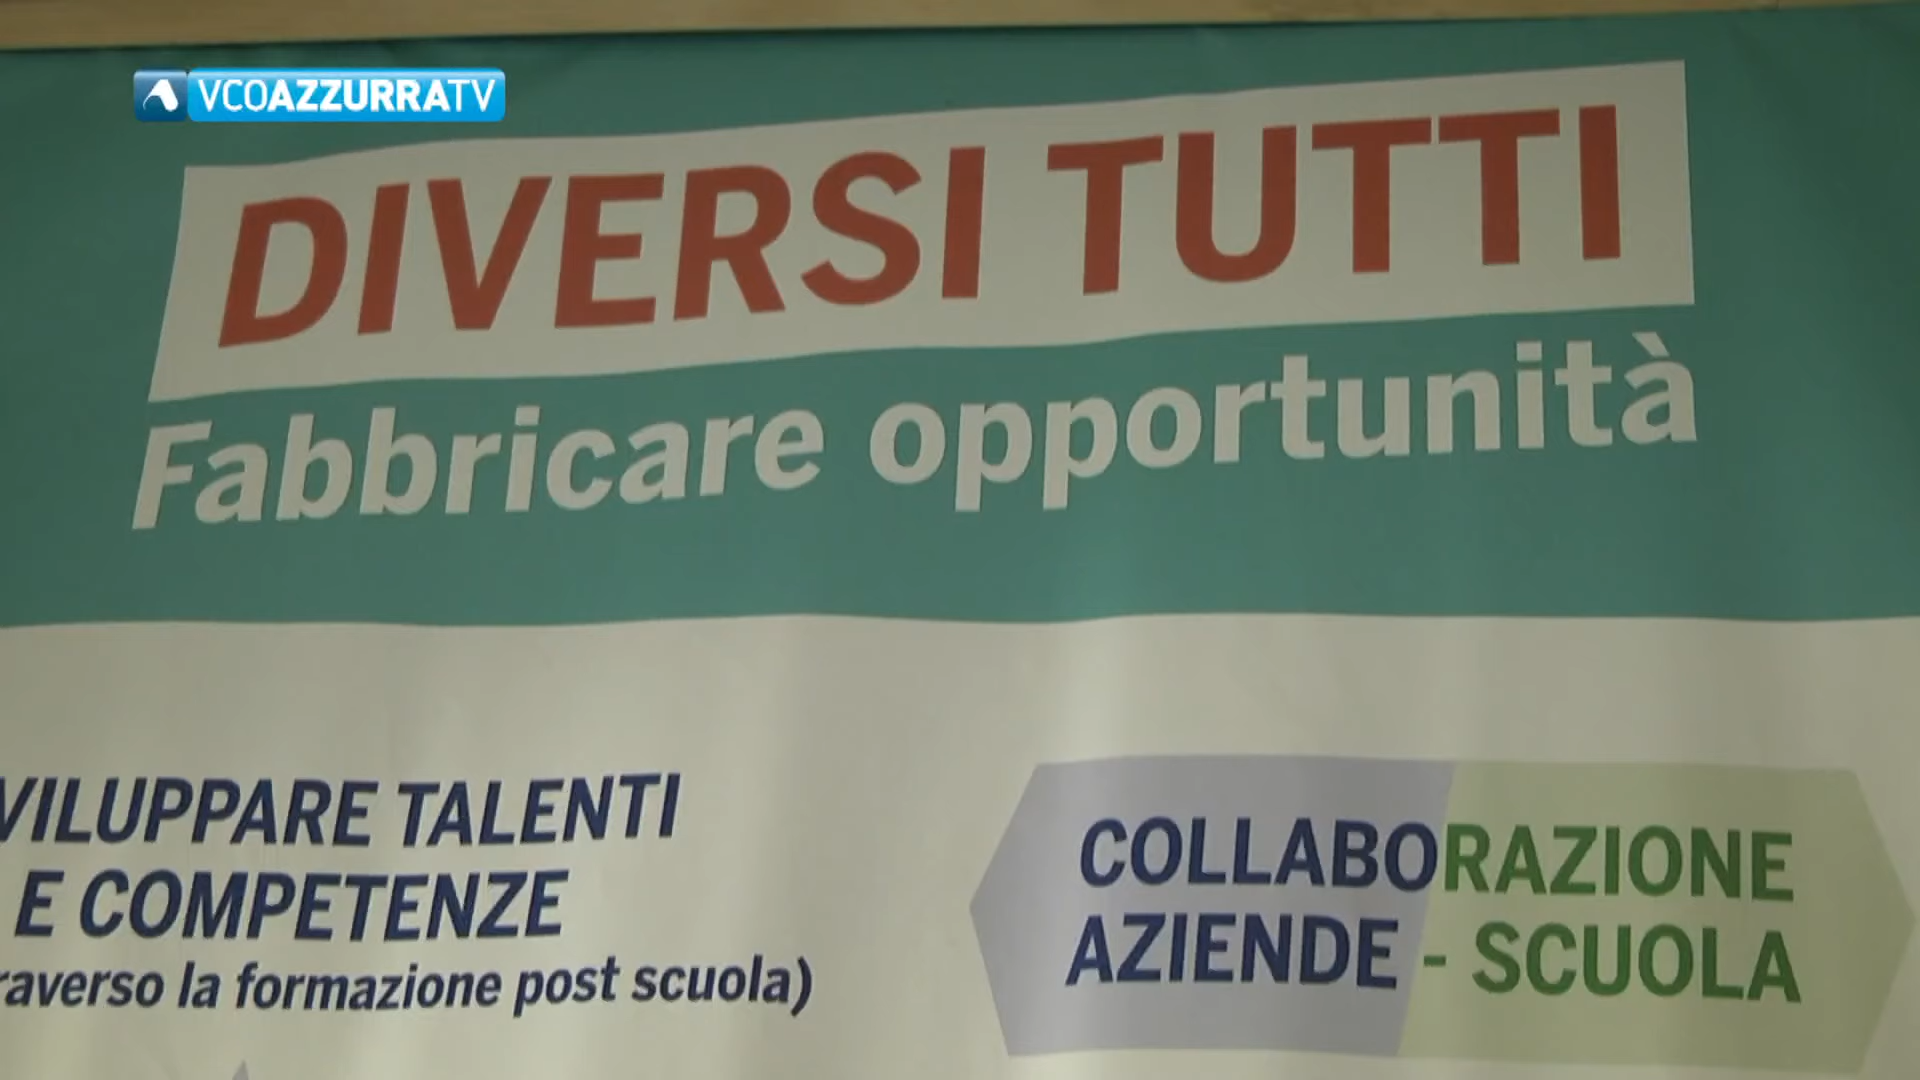 VCOAZZURRATV
DIVERSI TUTTI
Fabbricare opportunità
VILUPPARE TALENTI
E COMPETENZE
raverso la formazione post scuola)
COLLABORAZIONE
AZIENDE - SCUOLA